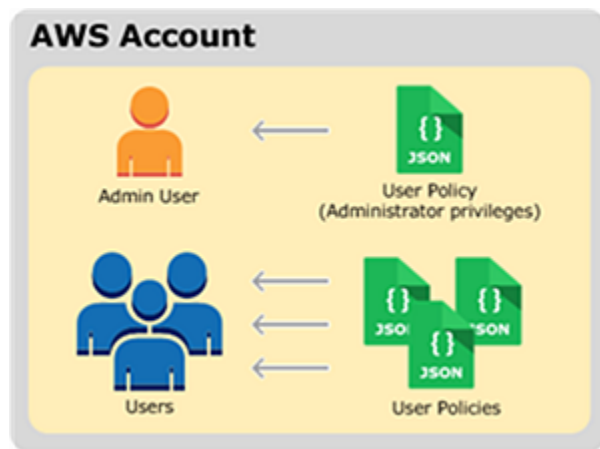 AWS Account
{ }
JSON
Admin User
User Policy
(Administrator privileges)
{ }
{ }
JSON
JSON
{ }
JSON
Users
User Policies